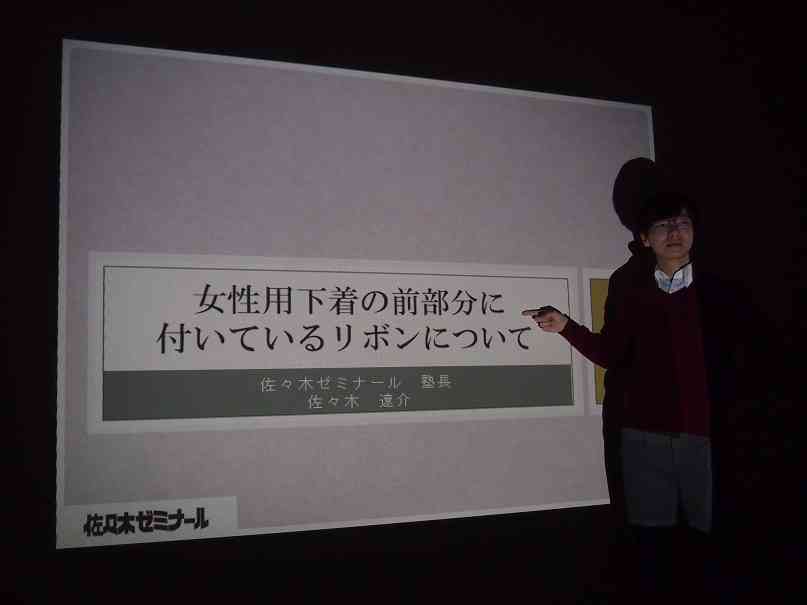 女性用下着の前部分に
付いているリボンについて
佐々木ゼミナール　塾長
佐々木　遼介
佐々木ゼミナール